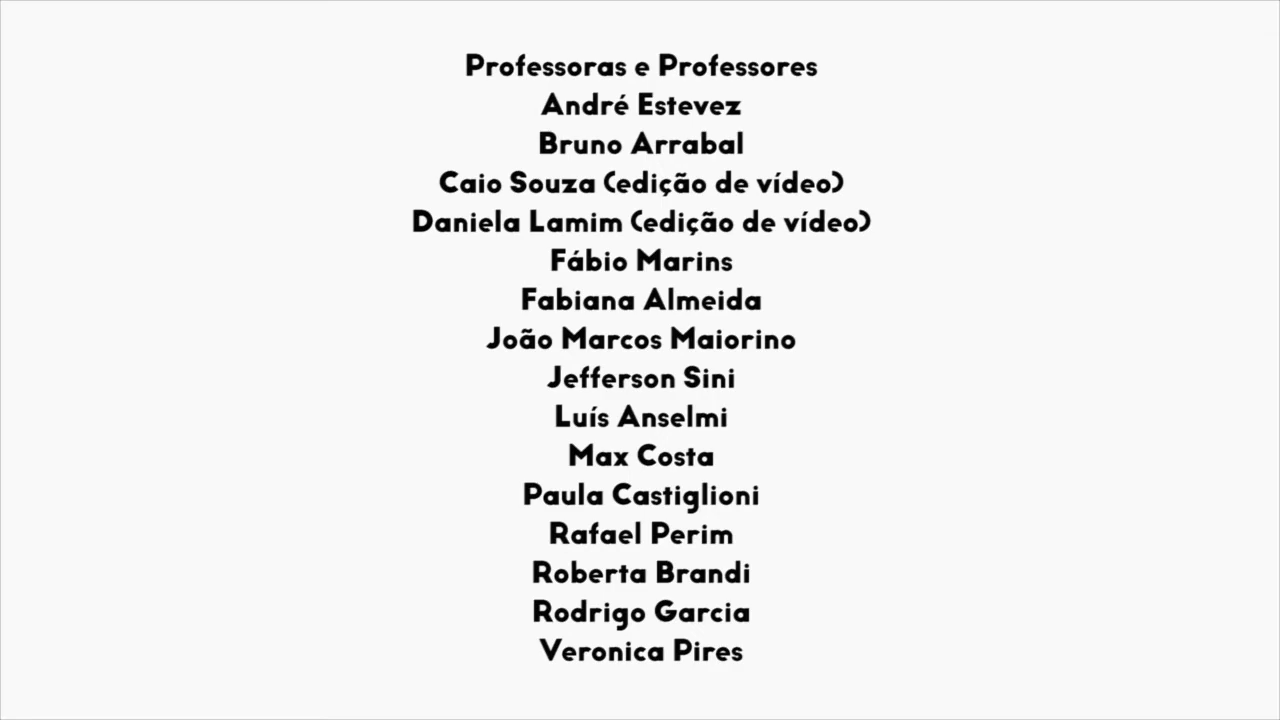 Professoras e Professores
André Estevez
Bruno Arrabal
Caio Souza (edição de vídeo)
Daniela Lamim (edição de vídeo)
Fábio Marins
Fabiana Almeida
João Marcos Maiorino
Jefferson Sini
Luís Anselmi
Max Costa
Paula Castiglioni
Rafael Perim
Roberta Brandi
Rodrigo Garcia
Veronica Pires